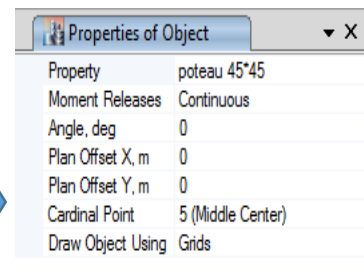 Properties of Object X
Property poteau 45*45
Moment Releases Continuous
Angle, deg 0
Plan Offset X, m 0
Plan Offset Y, m 0
Cardinal Point 5 (Middle Center)
Draw Object Using Grids